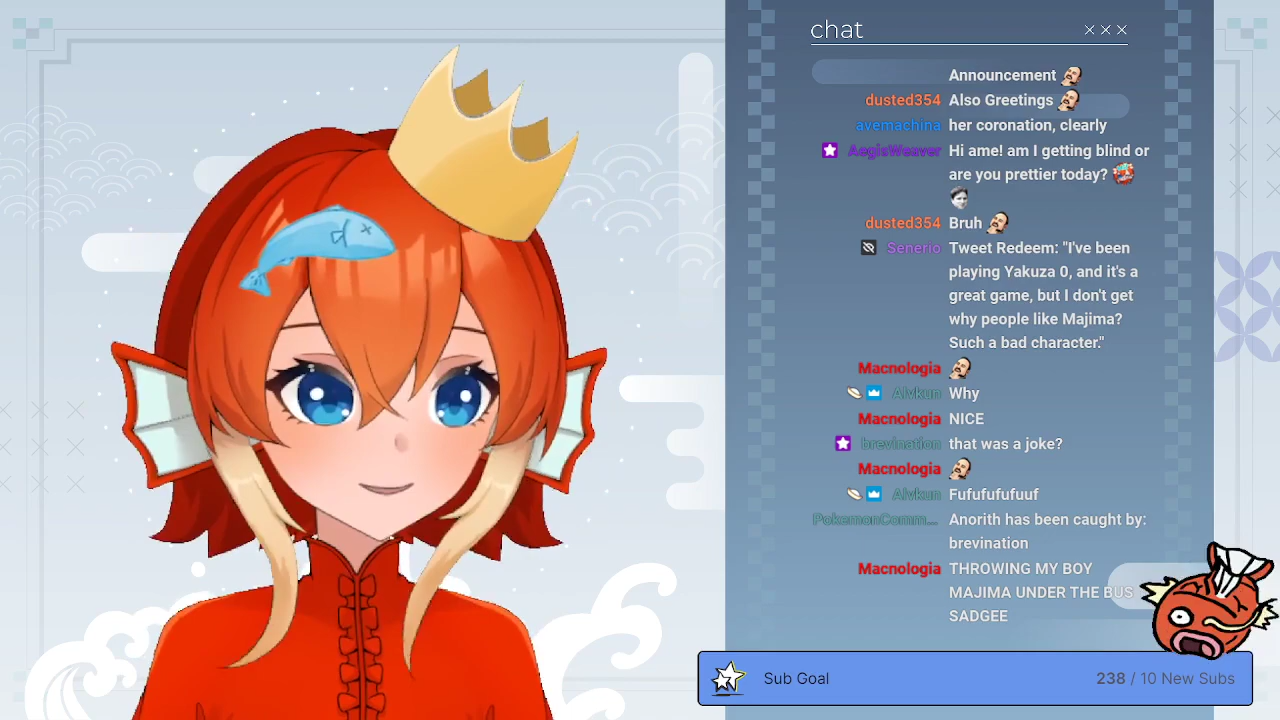 chat
Announcement
dusted354 Also Greetings
avemachina her coronation, clearly
AegisWeaver Hi ame! am I getting blind or
are you prettier today?
dusted354 Bruh
Senerio Tweet Redeem: "I've been
playing Yakuza 0, and it's a
great game, but I don't get
why people like Majima?
Such a bad character."
Macnologia
Alvkun Why
Macnologia NICE
brevination that was a joke?
Macnologia
Alvkun Fufufufufuuf
PokemonComm... Anorith has been caught by:
brevination
Macnologia THROWING MY BOY
MAJIMA UNDER THE BUS
SADGEE
Sub Goal 238 / 10 New Subs